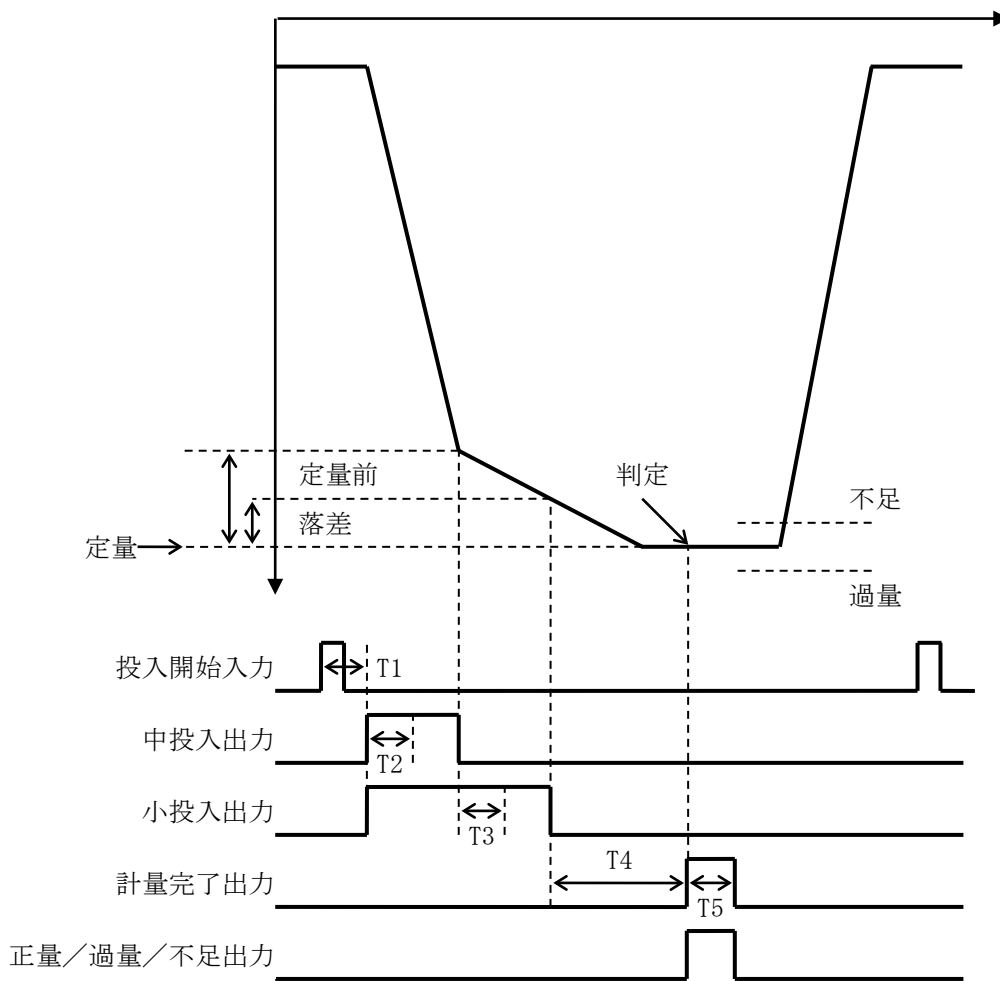 定量前
判定
不足
落差
定量
過量
投入開始入力
T1
中投入出力
T2
小投入出力
T3
T4
計量完了出力
T5
正量／過量／不足出力